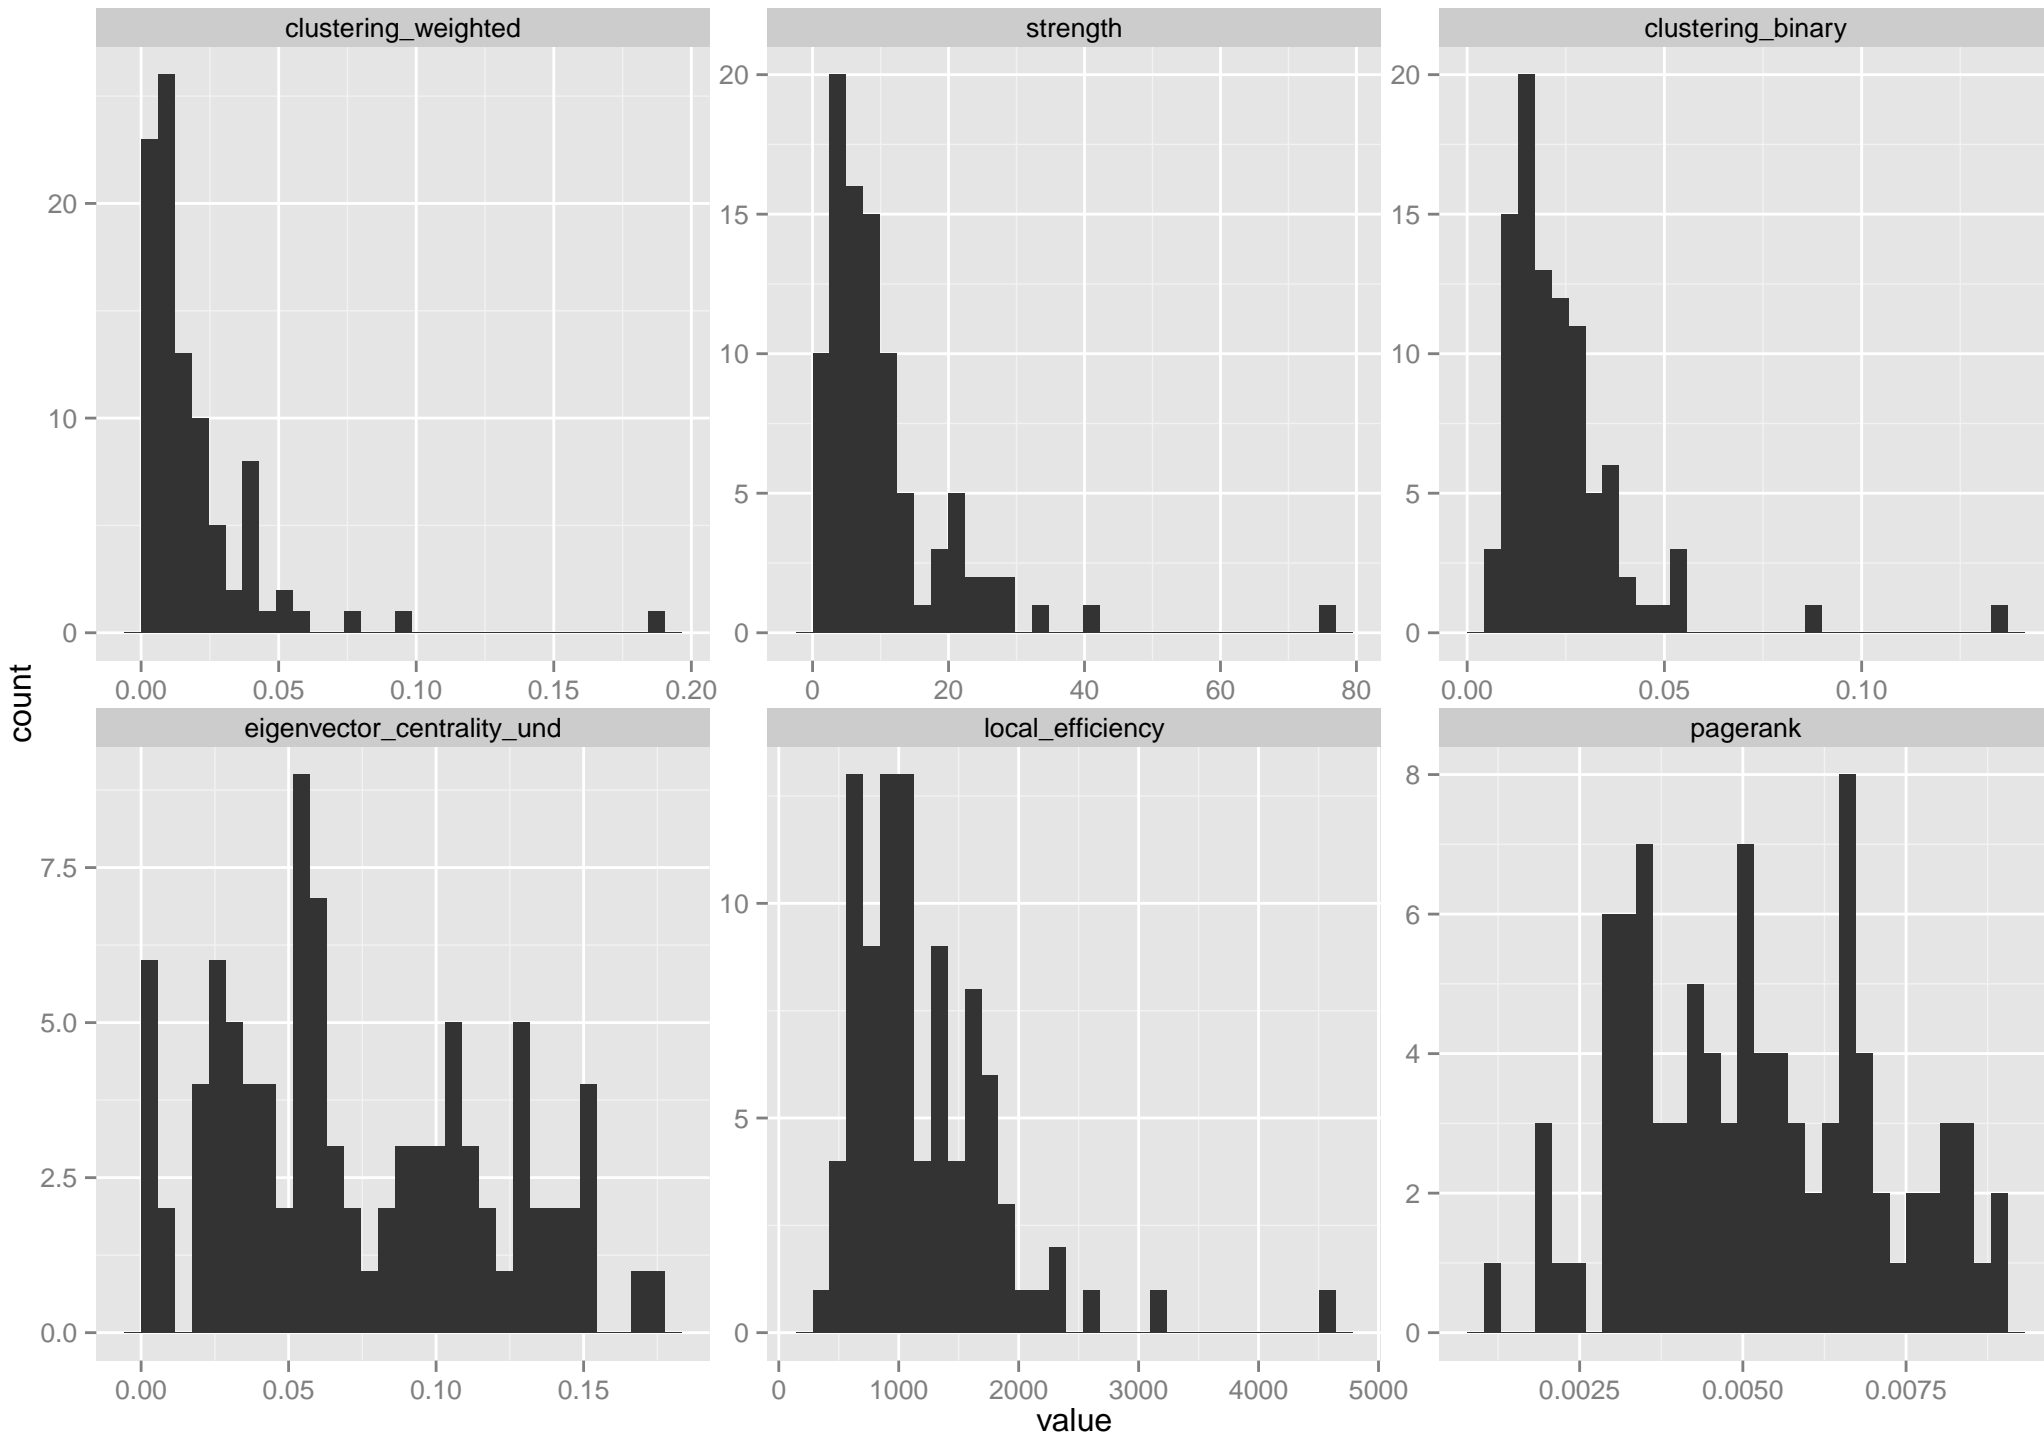 clustering_weighted strength clustering_binary
20
10
0
20
15
10
5
0
20
15
10
5
0
0.00 0.05 0.10 0.15 0.20
0 20 40 60 80
0.00 0.05 0.10
count
eigenvector_centrality_und local_efficiency pagerank
7.5
5.0
2.5
0.0
10
5
0
8
6
4
2
0
0.00 0.05 0.10 0.15
0 1000 2000 3000 4000 5000
0.0025 0.0050 0.0075
value